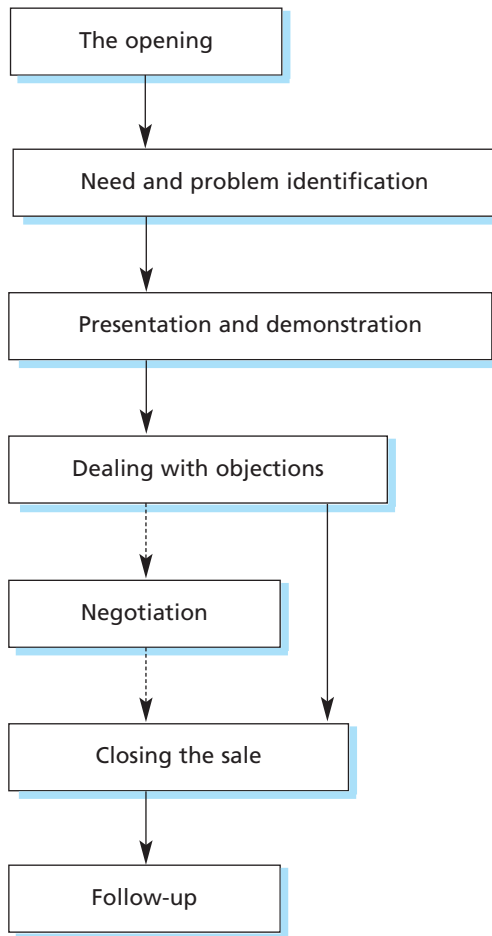 The opening
Need and problem identification
Presentation and demonstration
Dealing with objections
Negotiation
Closing the sale
Follow-up